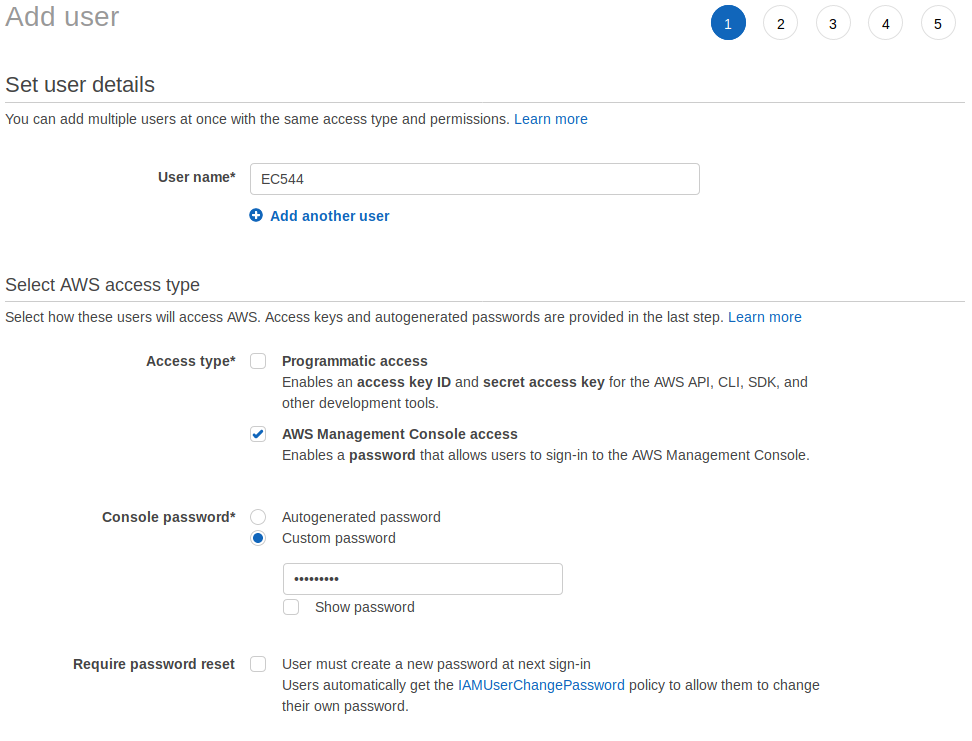 Add user
1 2 3 4 5
Set user details
You can add multiple users at once with the same access type and permissions. Learn more
User name* EC544
Add another user
Select AWS access type
Select how these users will access AWS. Access keys and autogenerated passwords are provided in the last step. Learn more
Access type* Programmatic access
Enables an access key ID and secret access key for the AWS API, CLI, SDK, and
other development tools.
AWS Management Console access
Enables a password that allows users to sign-in to the AWS Management Console.
Console password* Autogenerated password
Custom password
•••••••••
Show password
Require password reset User must create a new password at next sign-in
Users automatically get the IAMUserChangePassword policy to allow them to change
their own password.